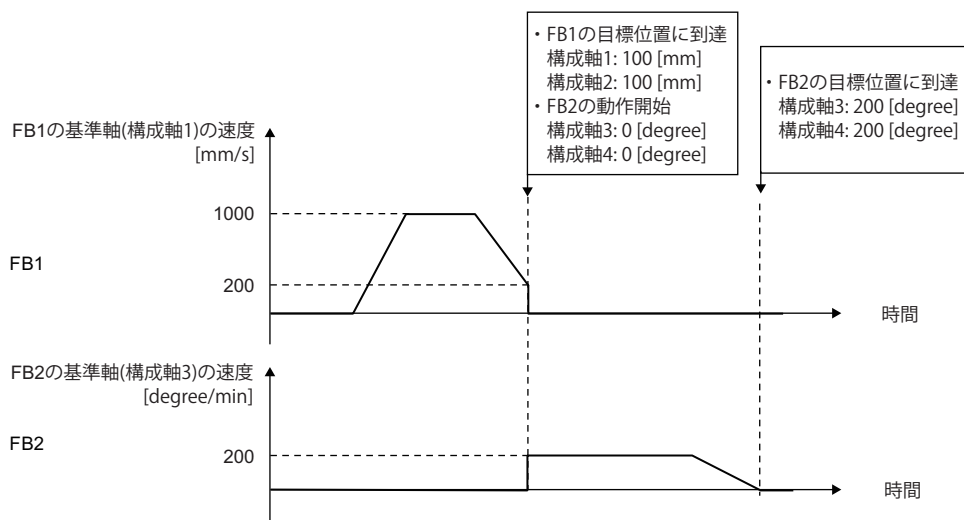 ・FB1の目標位置に到達
構成軸1: 100 [mm]
構成軸2: 100 [mm]
・FB2の動作開始
構成軸3: 0 [degree]
構成軸4: 0 [degree]
・FB2の目標位置に到達
構成軸3: 200 [degree]
構成軸4: 200 [degree]
FB1の基準軸(構成軸1)の速度
[mm/s]
1000
FB1
200
時間
FB2の基準軸(構成軸3)の速度
[degree/min]
FB2
200
時間